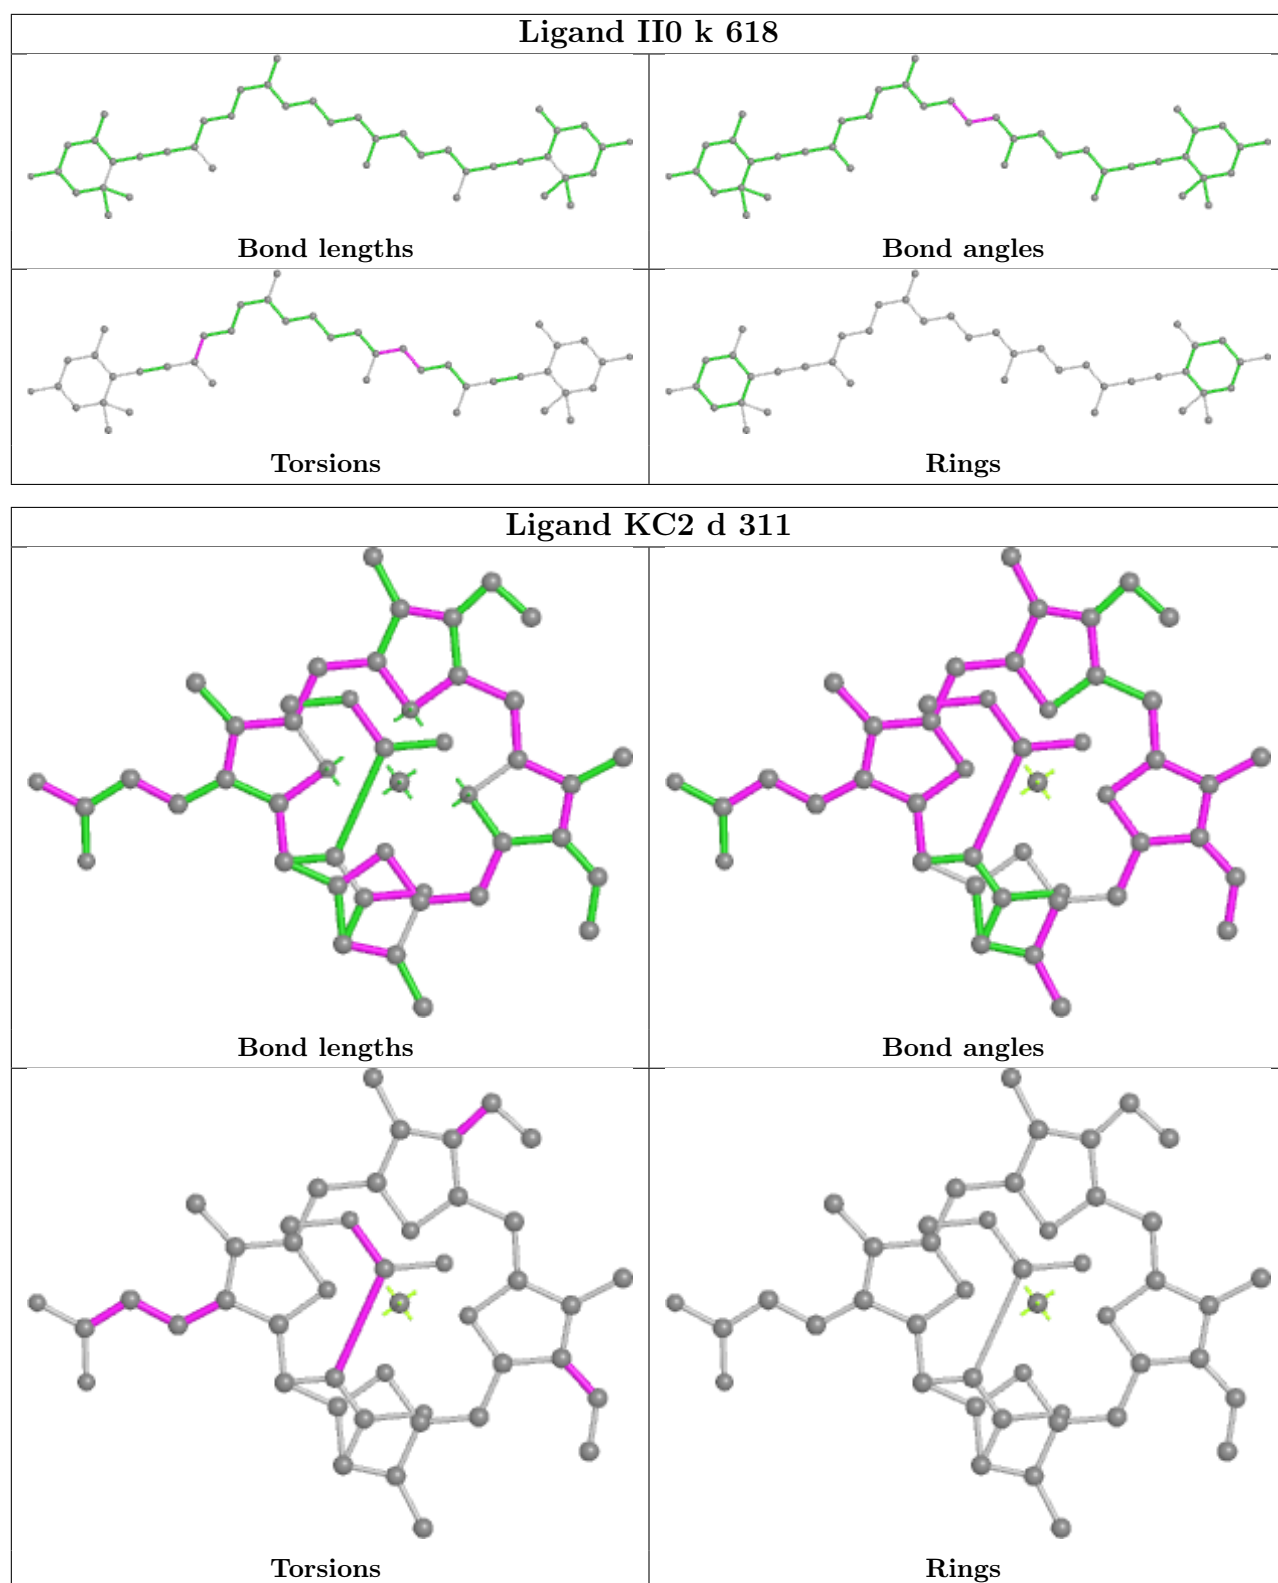 Ligand II0 k 618
Bond lengths
Bond angles
Torsions
Rings
Ligand KC2 d 311
Bond lengths
Bond angles
Torsions
Rings